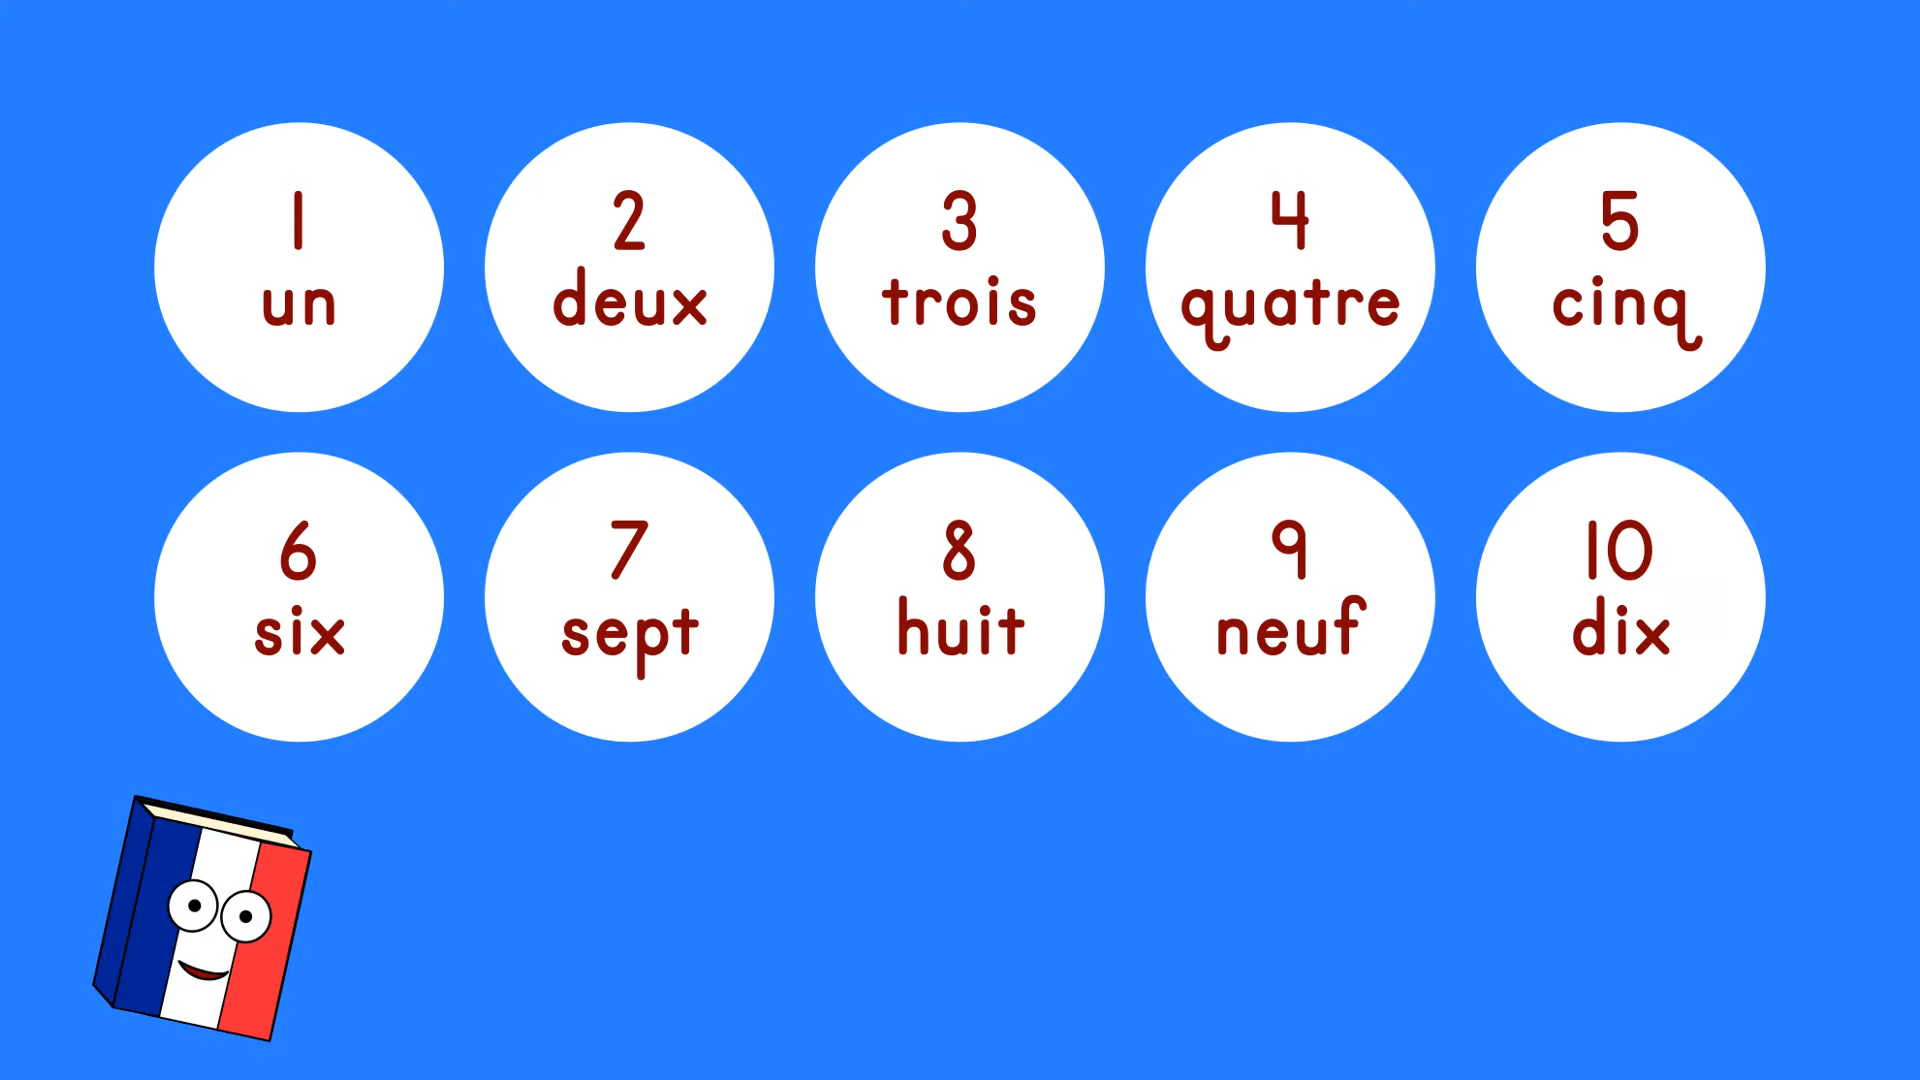 1 2 3 4 5
un deux trois quatre cinq
6 7 8 9 10
six sept huit neuf dix